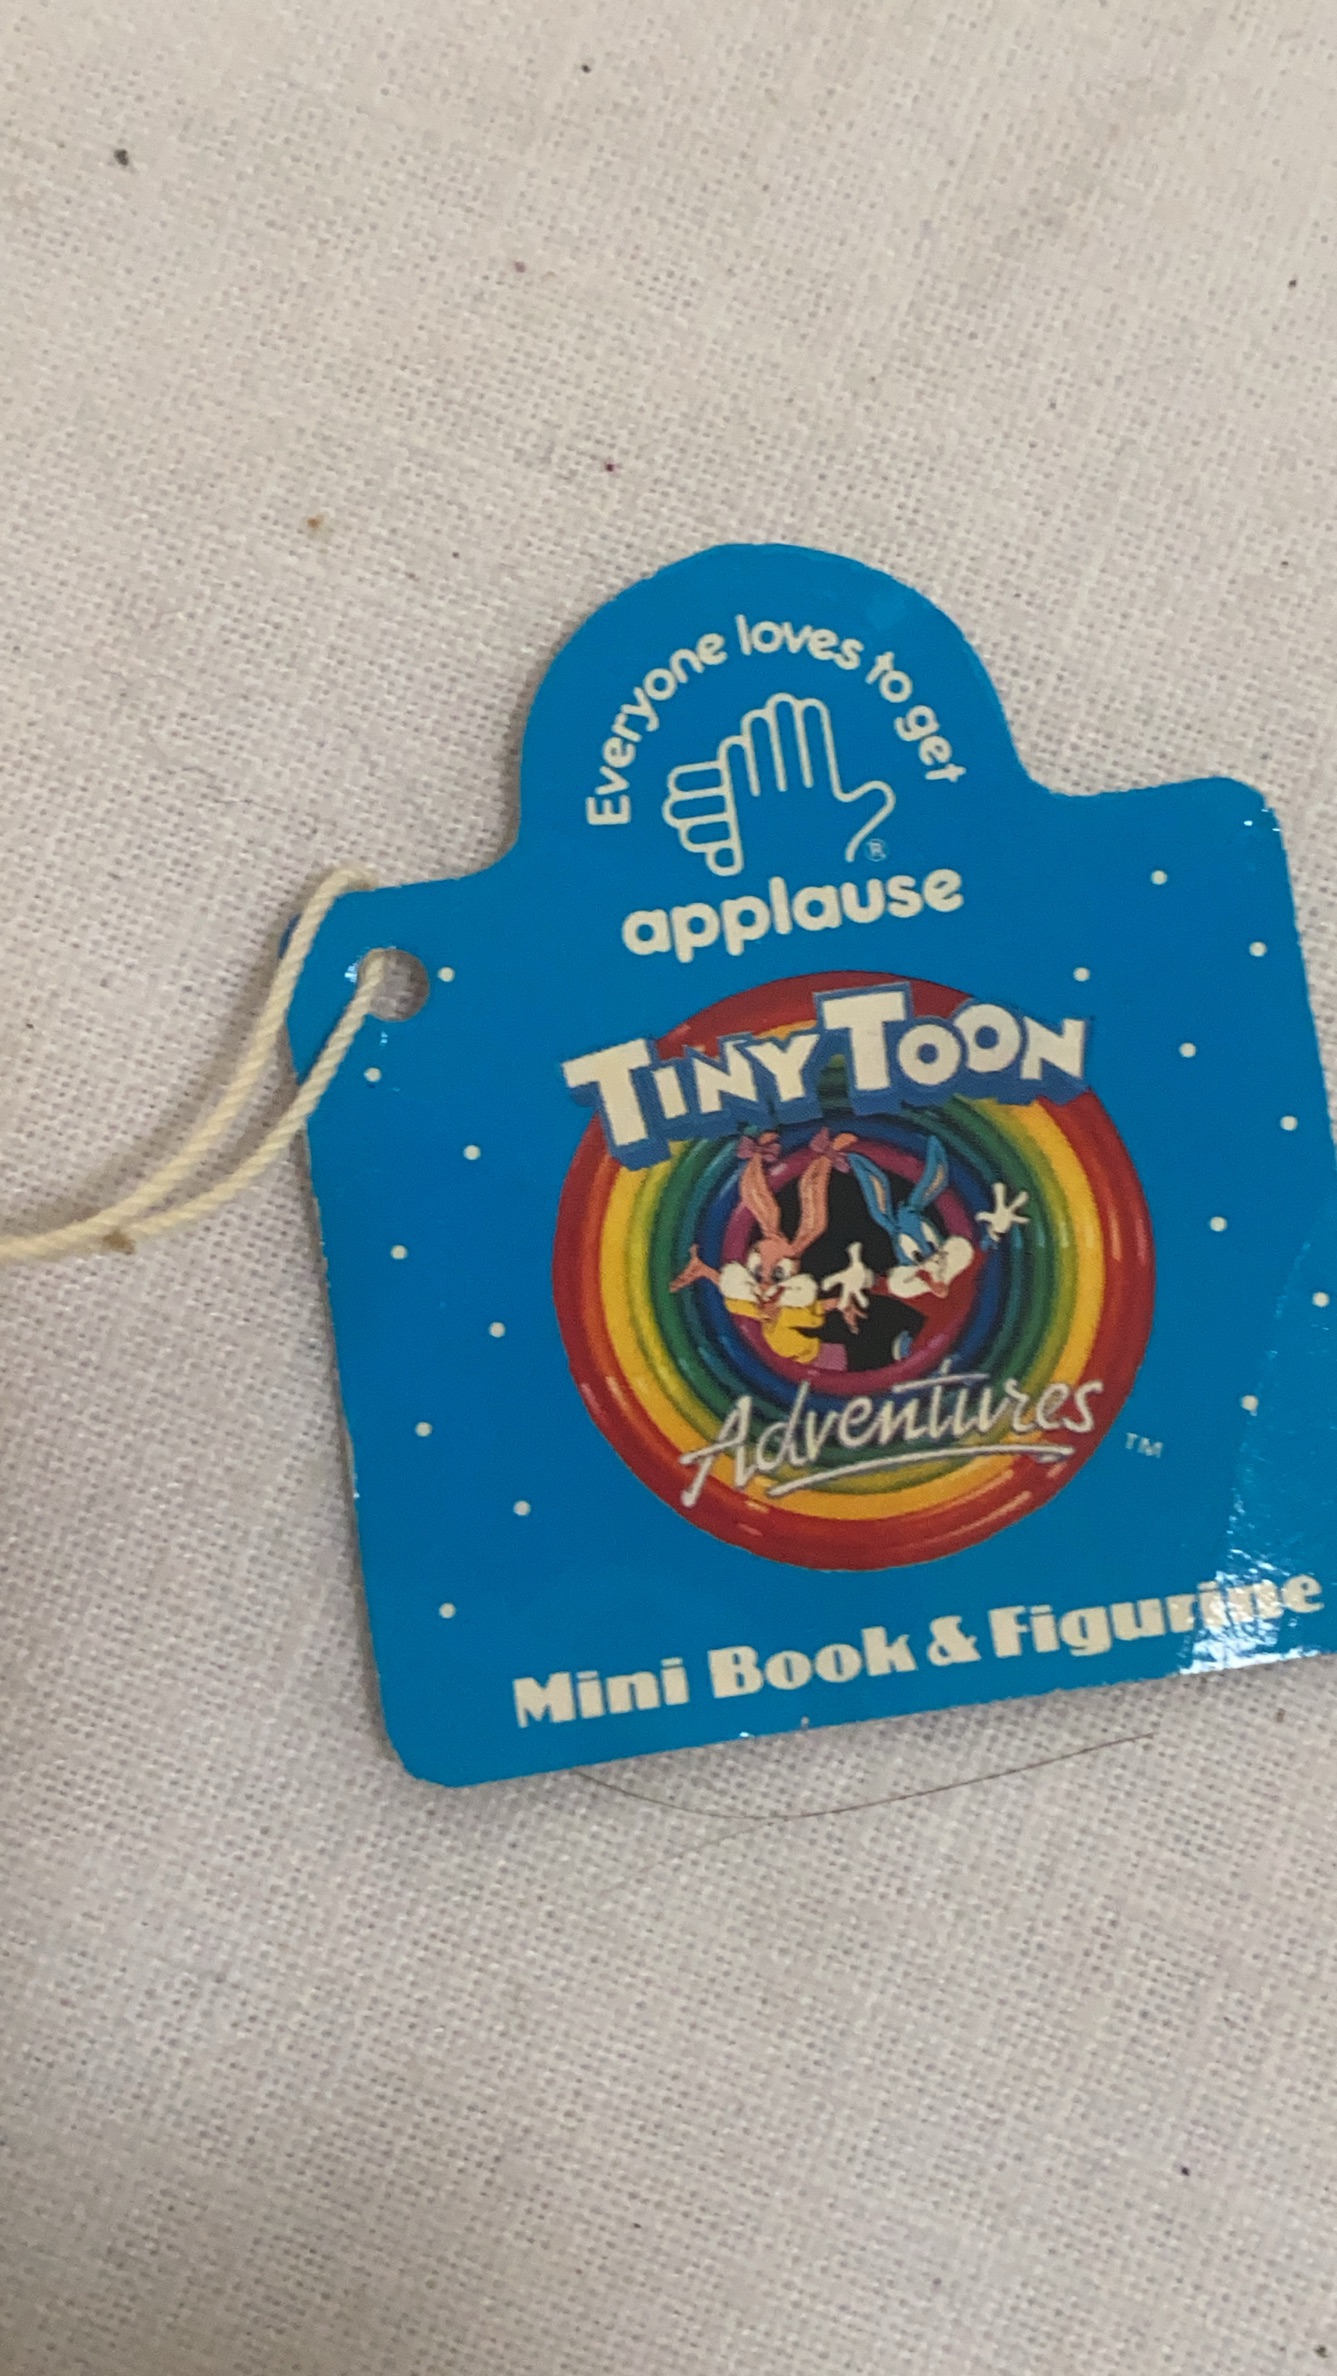 Everyone loves to get
®
applause
TINY TOON
Adventures
TM
Mini Book & Figurine